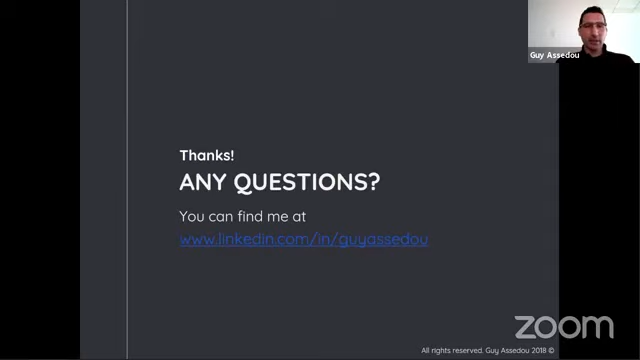 Guy Assedou
Thanks!
ANY QUESTIONS?
You can find me at
www.linkedin.com/in/guyassedou
zoom
All rights reserved. Guy Assedou 2018 ©